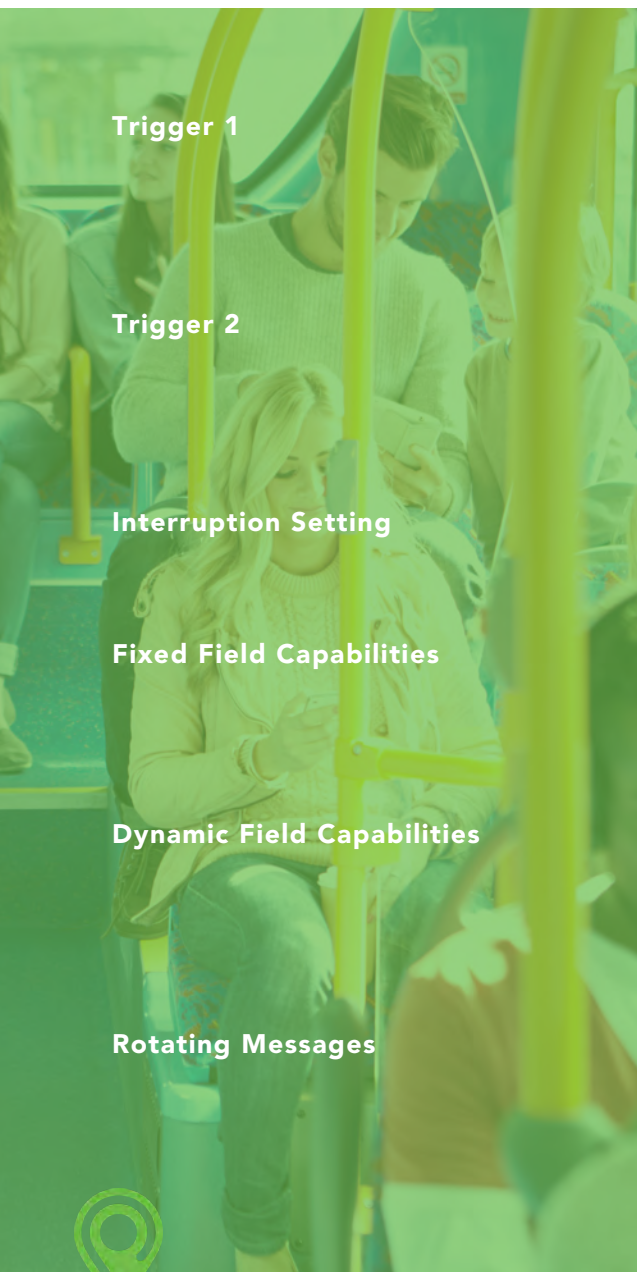 Trigger 1
Trigger 2
Interruption Setting
Fixed Field Capabilities
Dynamic Field Capabilities
Rotating Messages